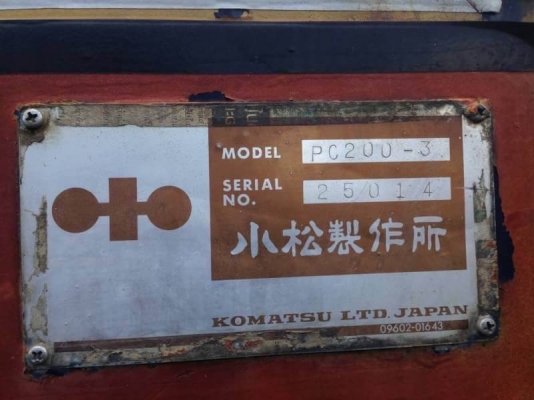 MODEL PC200-3
SERIAL NO. 25014
小松製作所
KOMATSU LTD. JAPAN
09602-01643